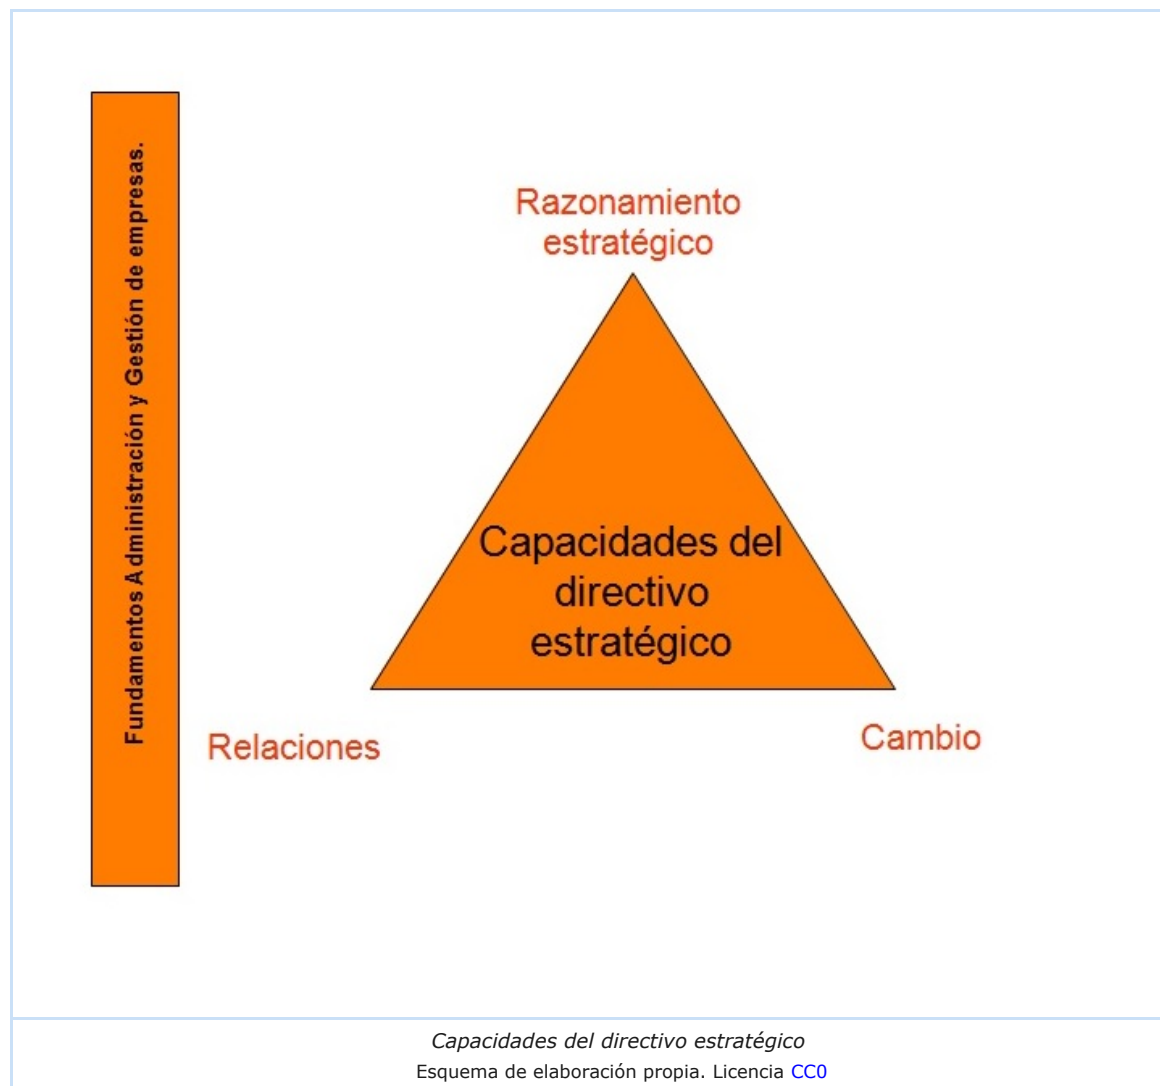 Fundamentos Administración y Gestión de empresas.
Razonamiento
estratégico
Capacidades del
directivo
estratégico
Relaciones
Cambio
Capacidades del directivo estratégico
Esquema de elaboración propia. Licencia CC0